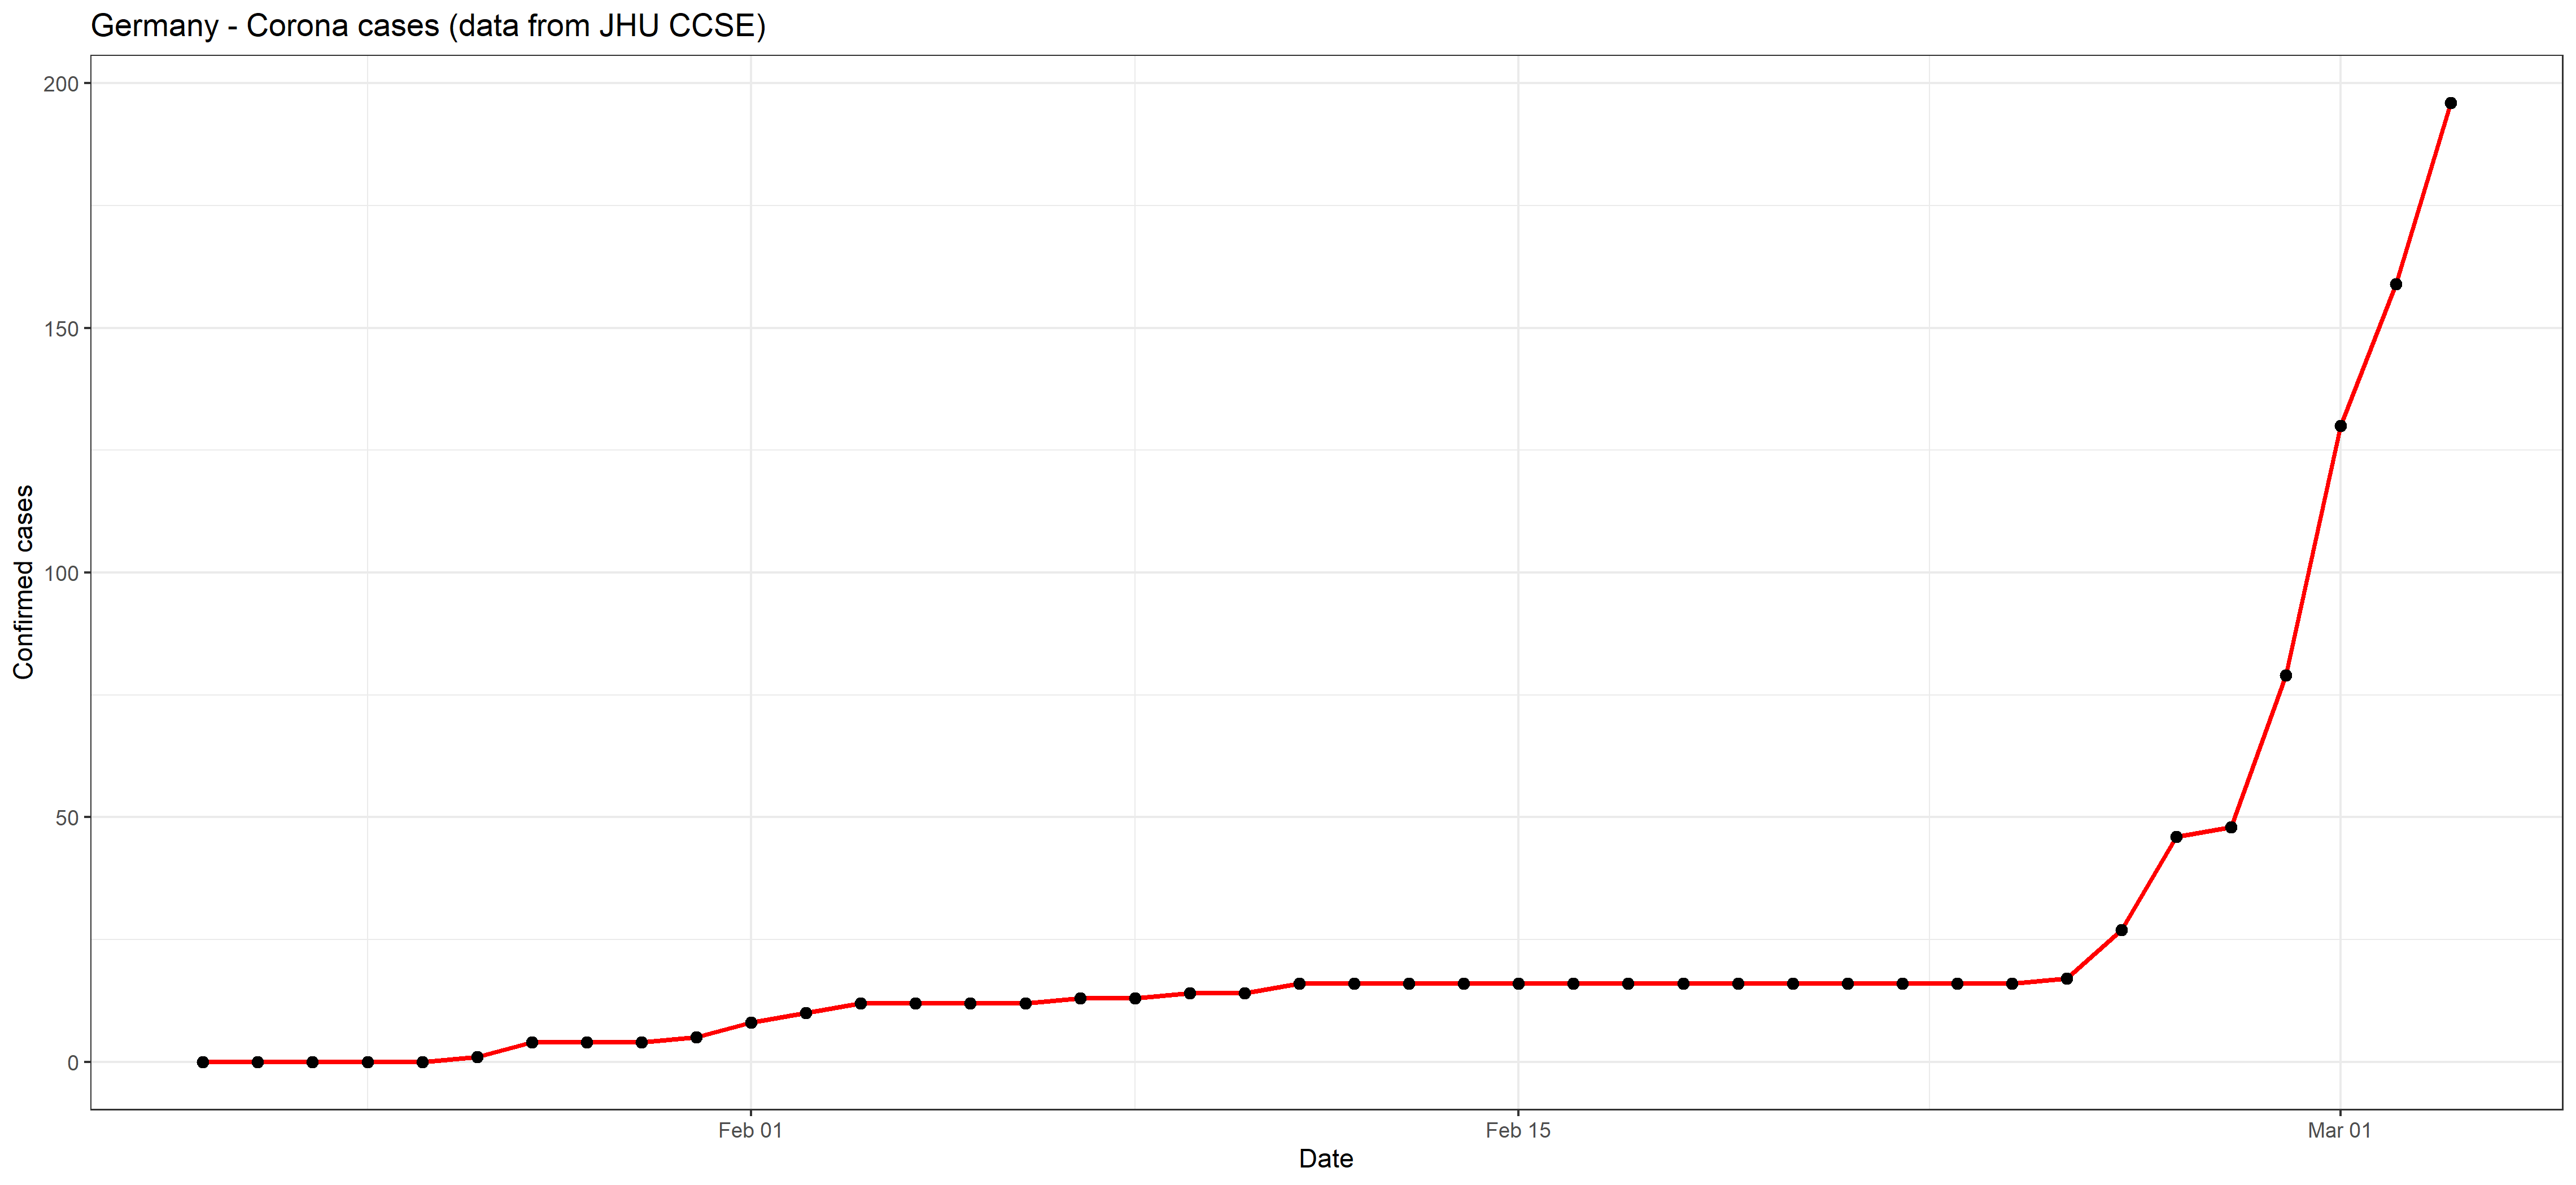 Germany - Corona cases (data from JHU CCSE)
200
150
100
50
0
Confirmed cases
Feb 01
Feb 15
Mar 01
Date